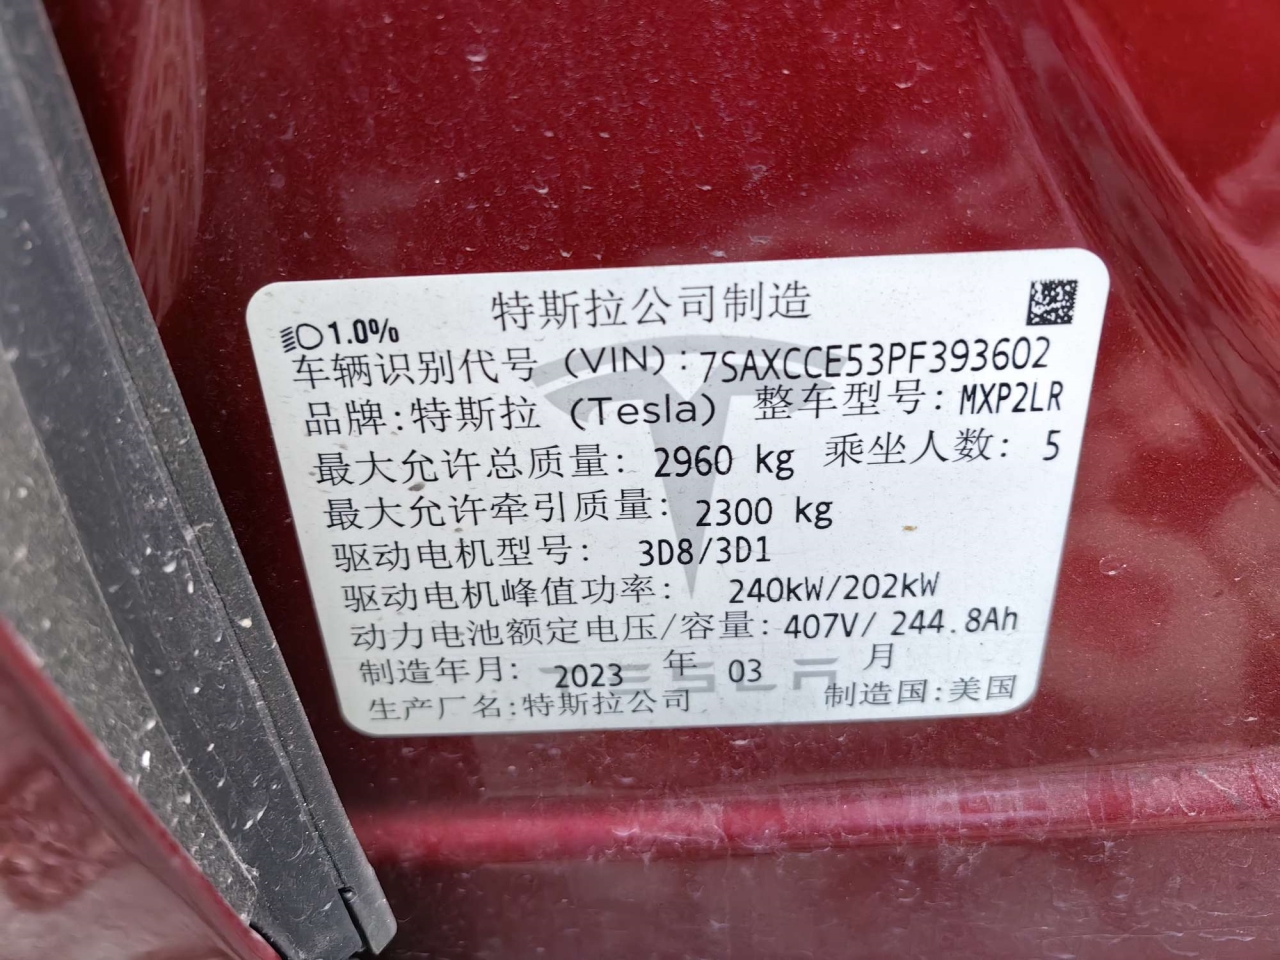 特斯拉公司制造
1.0%
车辆识别代号 (VIN):7SAXCCE53PF393602
品牌:特斯拉 (Tesla) 整车型号:MXP2LR
最大允许总质量: 2960 kg 乘坐人数: 5
最大允许牵引质量: 2300 kg
驱动电机型号: 3D8/3D1
驱动电机峰值功率: 240kW/202kW
动力电池额定电压/容量:407V/ 244.8Ah
制造年月: 2023 年 03 月
TESLA
生产厂名:特斯拉公司 制造国:美国